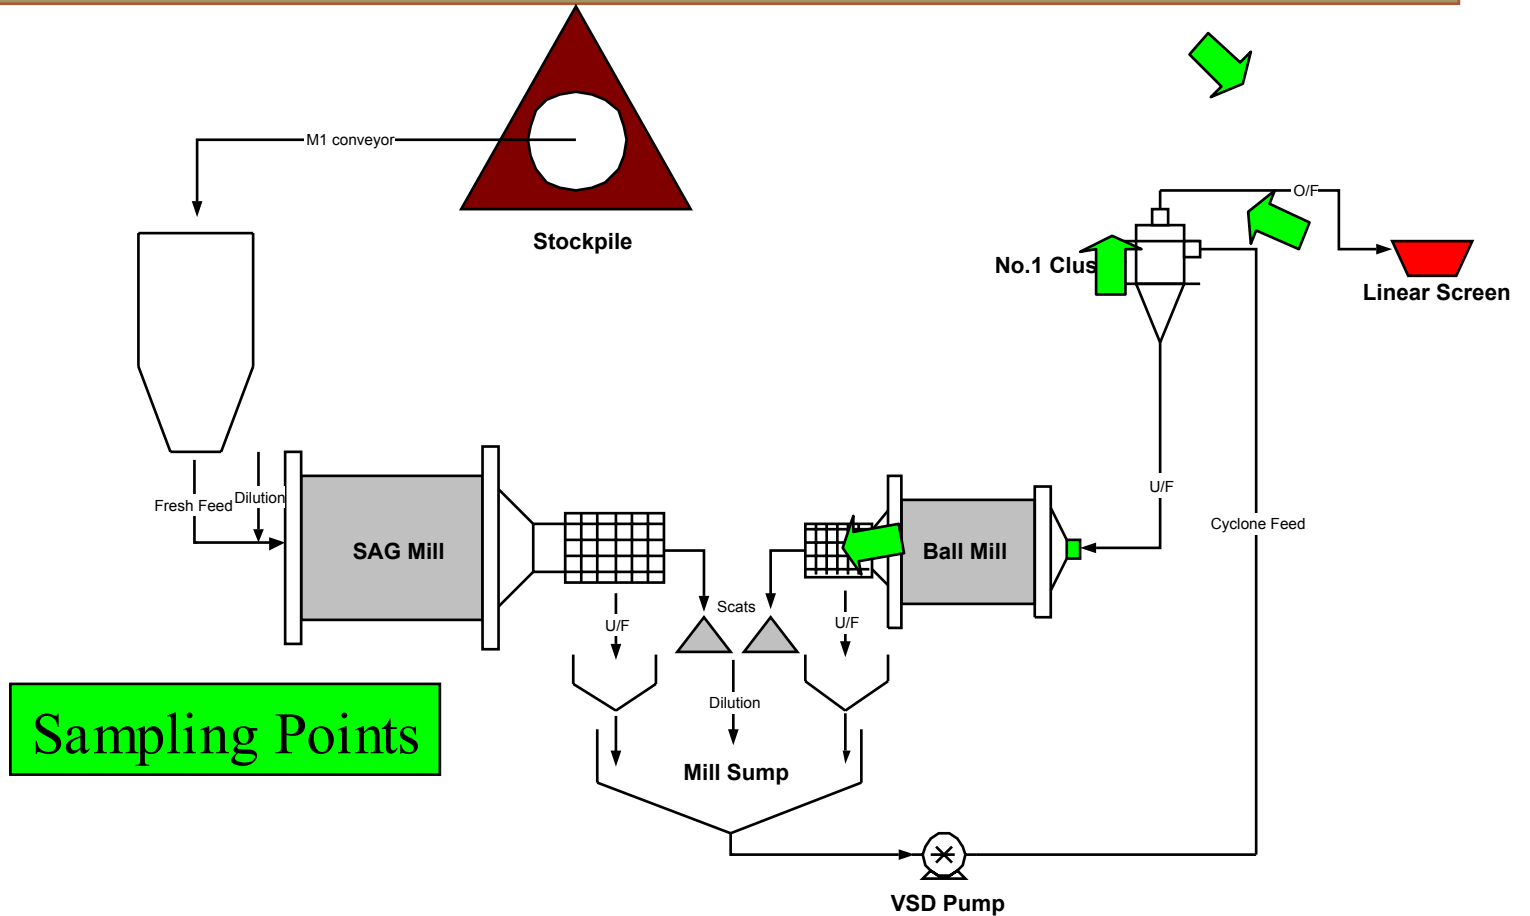 M1 conveyor
Stockpile
O/F
No.1 Clus
Linear Screen
Fresh Feed
Dilution
SAG Mill
U/F
Scats
U/F
Ball Mill
U/F
Cyclone Feed
Dilution
Mill Sump
Sampling Points
VSD Pump